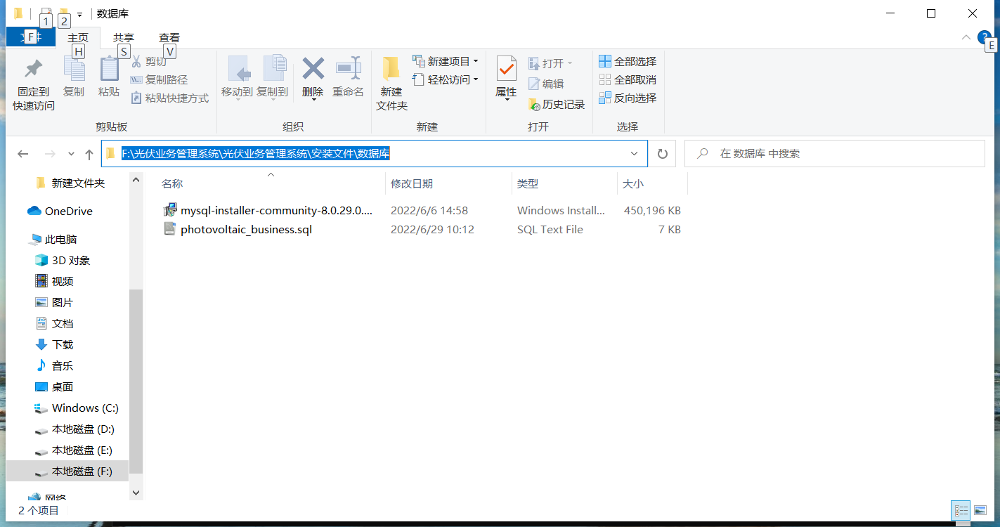 数据库
1 2
文件 主页 共享 查看
F H S V E
固定到
快速访问
复制
粘贴
剪切
复制路径
粘贴快捷方式
剪贴板
移动到
复制到
删除
重命名
组织
新建
文件夹
新建项目
轻松访问
新建
属性
打开
编辑
历史记录
打开
全部选择
全部取消
反向选择
选择
F:\光伏业务管理系统\光伏业务管理系统\安装文件\数据库
在 数据库 中搜索
新建文件夹
OneDrive
此电脑
3D 对象
视频
图片
文档
下载
音乐
桌面
Windows (C:)
本地磁盘 (D:)
本地磁盘 (E:)
本地磁盘 (F:)
网络
名称 修改日期 类型 大小
mysql-installer-community-8.0.29.0.... 2022/6/6 14:58 Windows Install... 450,196 KB
photovoltaic_business.sql 2022/6/29 10:12 SQL Text File 7 KB
2 个项目